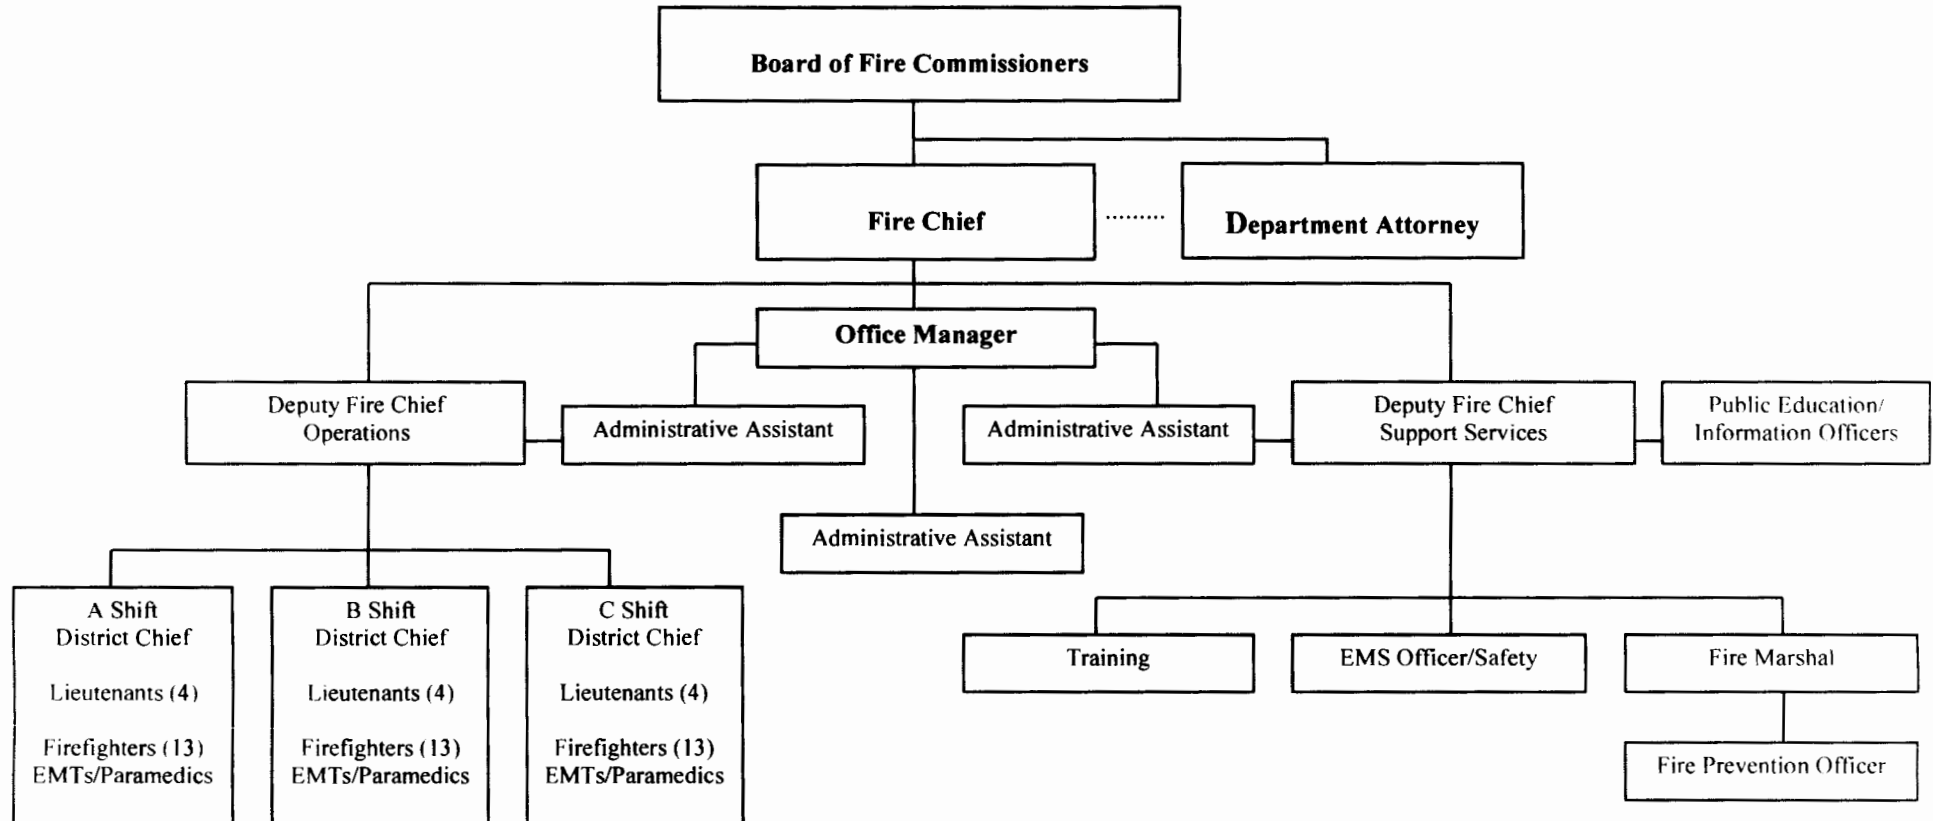 Board of Fire Commissioners
Fire Chief
.........
Department Attorney
Office Manager
Deputy Fire Chief
Operations
Administrative Assistant
Administrative Assistant
Deputy Fire Chief
Support Services
Public Education/
Information Officers
Administrative Assistant
A Shift
District Chief
Lieutenants (4)
Firefighters (13)
EMTs/Paramedics
B Shift
District Chief
Lieutenants (4)
Firefighters (13)
EMTs/Paramedics
C Shift
District Chief
Lieutenants (4)
Firefighters (13)
EMTs/Paramedics
Training
EMS Officer/Safety
Fire Marshal
Fire Prevention Officer